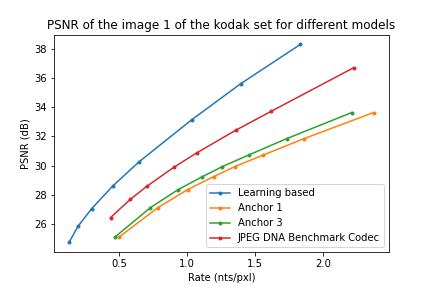 PSNR of the image 1 of the kodak set for different models
38
36
34
32
30
28
26
PSNR (dB)
Learning based
Anchor 1
Anchor 3
JPEG DNA Benchmark Codec
0.5 1.0 1.5 2.0
Rate (nts/pxl)